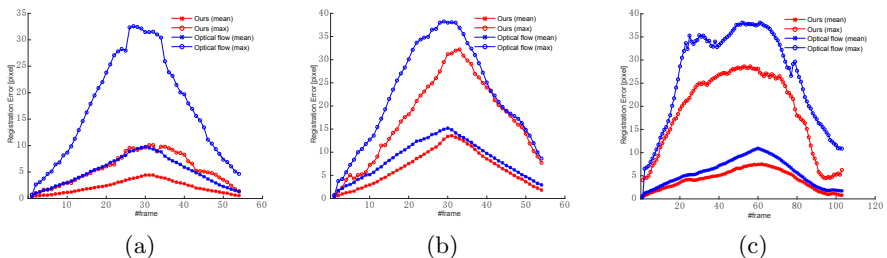 Registration Error [pixel]
35
30
25
20
15
10
5
0
0
10
20
30
40
50
60
#frame
Ours (mean)
Ours (max)
Optical flow (mean)
Optical flow (max)
(a)
Registration Error [pixel]
40
35
30
25
20
15
10
5
0
0
10
20
30
40
50
60
#frame
Ours (mean)
Ours (max)
Optical flow (mean)
Optical flow (max)
(b)
Registration Error [pixel]
40
35
30
25
20
15
10
5
0
20
40
60
80
100
120
#frame
Ours (mean)
Ours (max)
Optical flow (mean)
Optical flow (max)
(c)